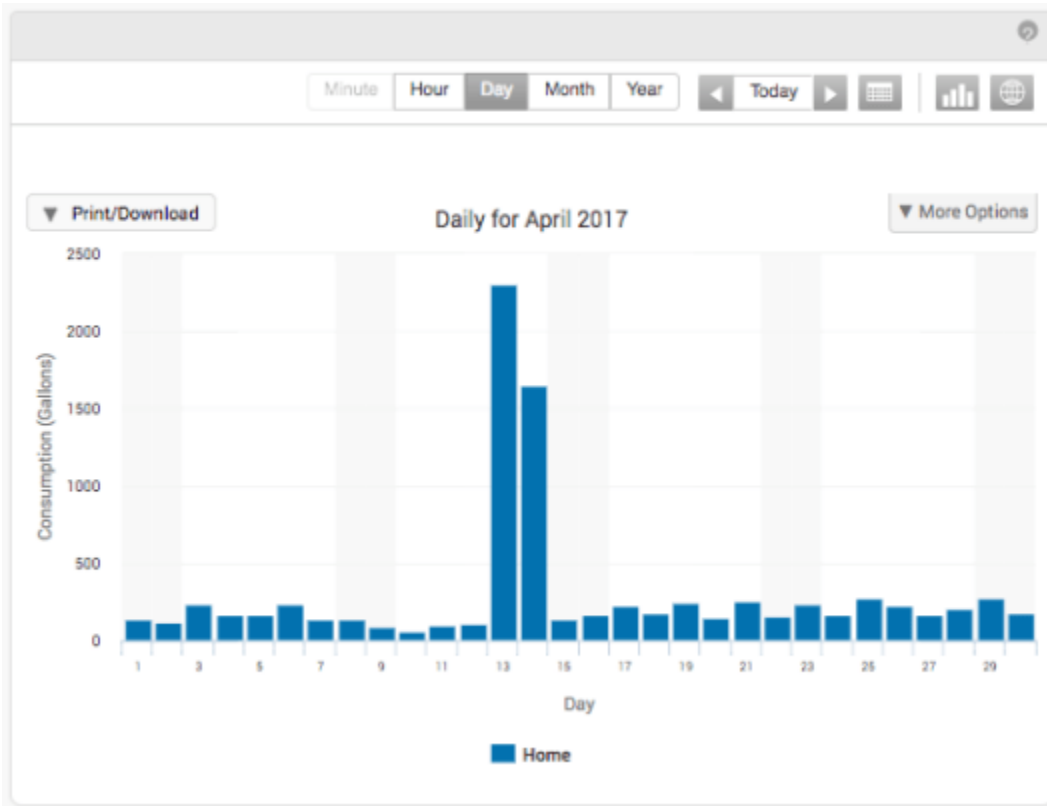 Minute Hour Day Month Year Today
Print/Download
Daily for April 2017
More Options
Consumption (Gallons)
2500
2000
1500
1000
500
0
1 3 5 7 9 11 13 15 17 19 21 23 25 27 29
Day
Home